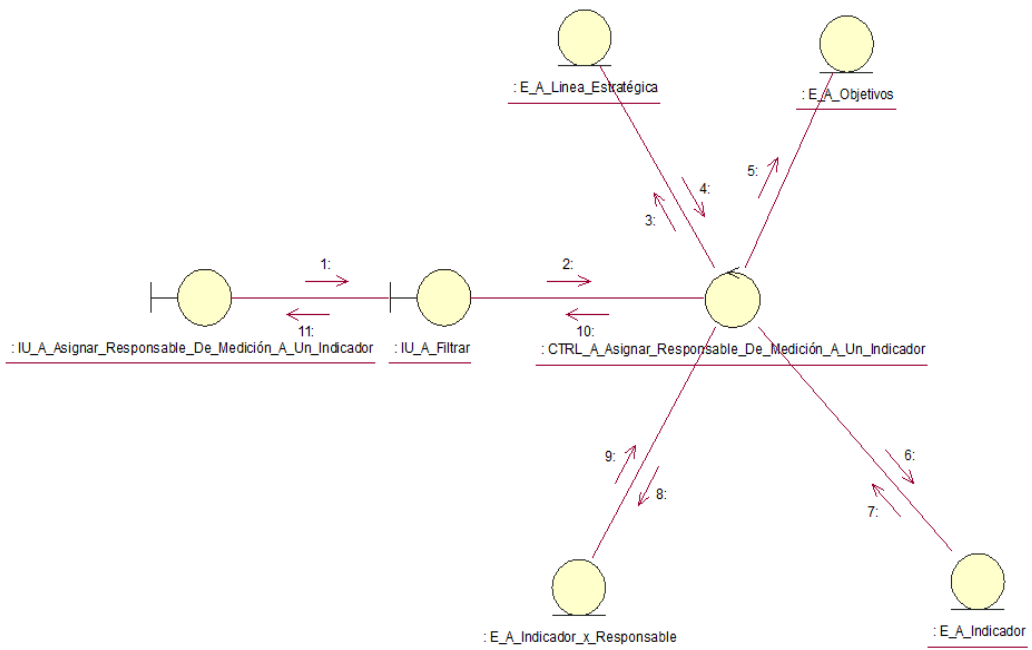 : E_A_Linea_Estratégica
: E_A_Objetivos
4:
5:
3:
1:
2:
11:
10:
: IU_A_Asignar_Responsable_De_Medición_A_Un_Indicador
: IU_A_Filtrar
: CTRL_A_Asignar_Responsable_De_Medición_A_Un_Indicador
9:
6:
8:
7:
: E_A_Indicador_x_Responsable
: E_A_Indicador